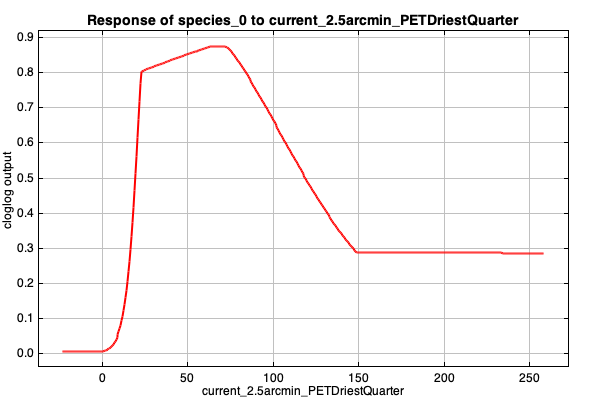 Response of species_0 to current_2.5arcmin_PETDriestQuarter
0.9
0.8
0.7
0.6
0.5
0.4
0.3
0.2
0.1
0.0
cloglog output
0 50 100 150 200 250
current_2.5arcmin_PETDriestQuarter